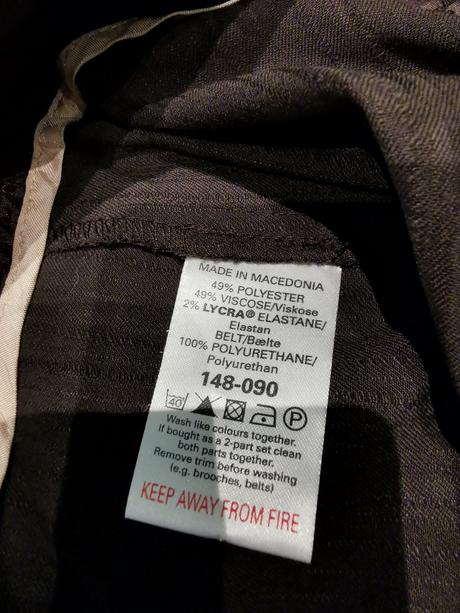 MADE IN MACEDONIA
49% POLYESTER
49% VISCOSE/Viskose
2% LYCRA® ELASTANE/
Elastan
BELT/Bælte
100% POLYURETHANE/
Polyurethan
148-090
40 P
Wash like colours together.
If bought as a 2-part set clean
both parts together.
Remove trim before washing
(e.g. brooches, belts)
KEEP AWAY FROM FIRE